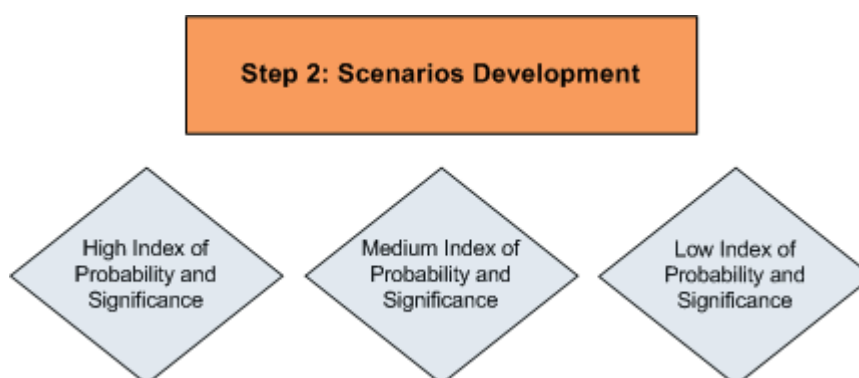 Step 2: Scenarios Development
High Index of
Probability and
Significance
Medium Index of
Probability and
Significance
Low Index of
Probability and
Significance